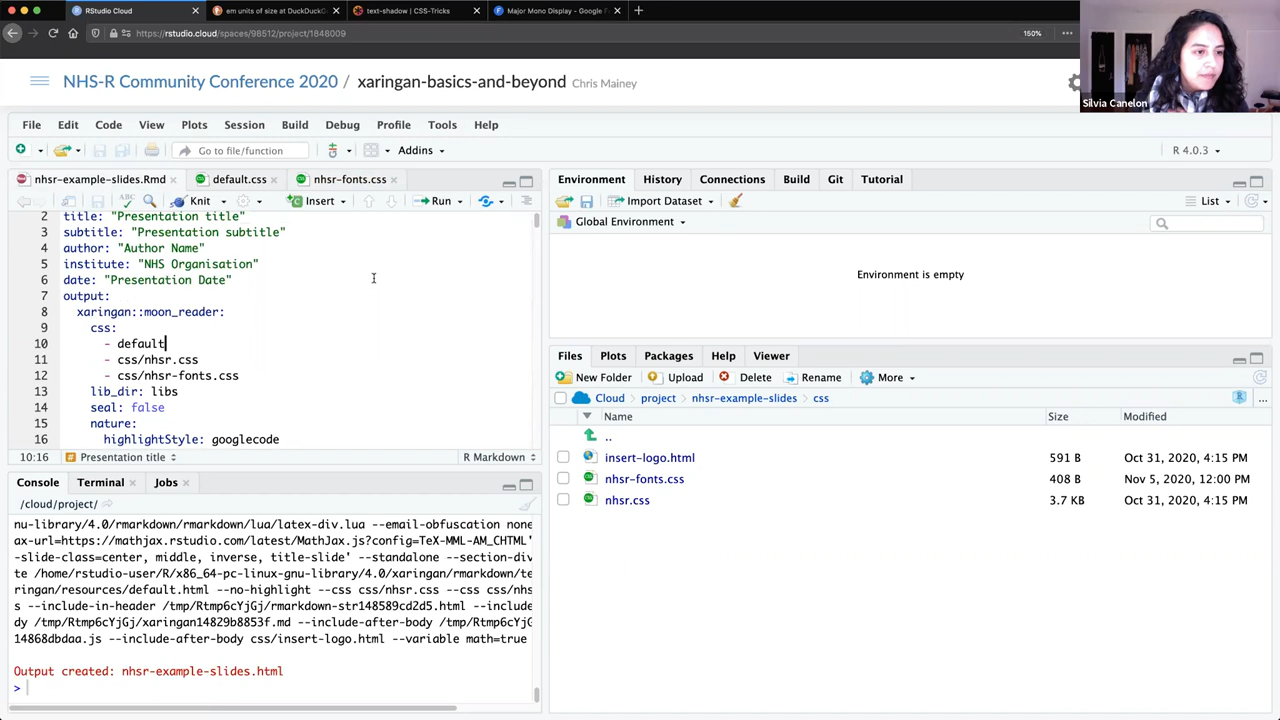 RStudio Cloud
em units of size at DuckDuckG
text-shadow | CSS-Tricks
Major Mono Display - Google F
https://rstudio.cloud/spaces/98512/project/1848009
150%
NHS-R Community Conference 2020 / xaringan-basics-and-beyond Chris Mainey
Silvia Canelon
File Edit Code View Plots Session Build Debug Profile Tools Help
Go to file/function
Addins
R 4.0.3
nhsr-example-slides.Rmd
default.css
nhsr-fonts.css
Knit
Insert
Run
2 title: "Presentation title"
3 subtitle: "Presentation subtitle"
4 author: "Author Name"
5 institute: "NHS Organisation"
6 date: "Presentation Date"
7 output:
8 xaringan::moon_reader:
9 css:
10 - default
11 - css/nhsr.css
12 - css/nhsr-fonts.css
13 lib_dir: libs
14 seal: false
15 nature:
16 highlightStyle: googlecode
10:16 Presentation title R Markdown
Console Terminal Jobs
/cloud/project/
nu-library/4.0/rmarkdown/rmarkdown/lua/latex-div.lua --email-obfuscation none
ax-url=https://mathjax.rstudio.com/latest/MathJax.js?config=TeX-MML-AM_CHTML'
-slide-class=center, middle, inverse, title-slide' --standalone --section-div
te /home/rstudio-user/R/x86_64-pc-linux-gnu-library/4.0/xaringan/rmarkdown/te
ringan/resources/default.html --no-highlight --css css/nhsr.css --css css/nhs
s --include-in-header /tmp/Rtmp6cYjGj/rmarkdown-str148589cd2d5.html --include
dy /tmp/Rtmp6cYjGj/xaringan14829b8853f.md --include-after-body /tmp/Rtmp6cYjG
14868dbdaa.js --include-after-body css/insert-logo.html --variable math=true
Output created: nhsr-example-slides.html
>
Environment History Connections Build Git Tutorial
Import Dataset
List
Global Environment
Environment is empty
Files Plots Packages Help Viewer
New Folder Upload Delete Rename More
Cloud project nhsr-example-slides css
Name Size Modified
..
insert-logo.html 591 B Oct 31, 2020, 4:15 PM
nhsr-fonts.css 408 B Nov 5, 2020, 12:00 PM
nhsr.css 3.7 KB Oct 31, 2020, 4:15 PM